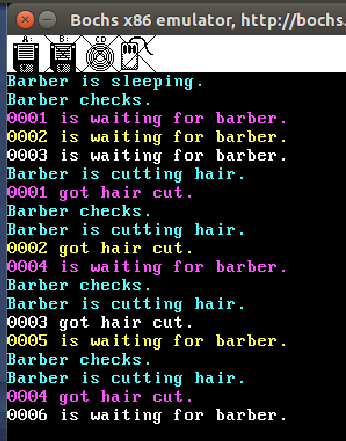 Bochs x86 emulator, http://bochs.
A: B: CD
Barber is sleeping.
Barber checks.
0001 is waiting for barber.
0002 is waiting for barber.
0003 is waiting for barber.
Barber is cutting hair.
0001 got hair cut.
Barber checks.
Barber is cutting hair.
0002 got hair cut.
0004 is waiting for barber.
Barber checks.
Barber is cutting hair.
0003 got hair cut.
0005 is waiting for barber.
Barber checks.
Barber is cutting hair.
0004 got hair cut.
0006 is waiting for barber.